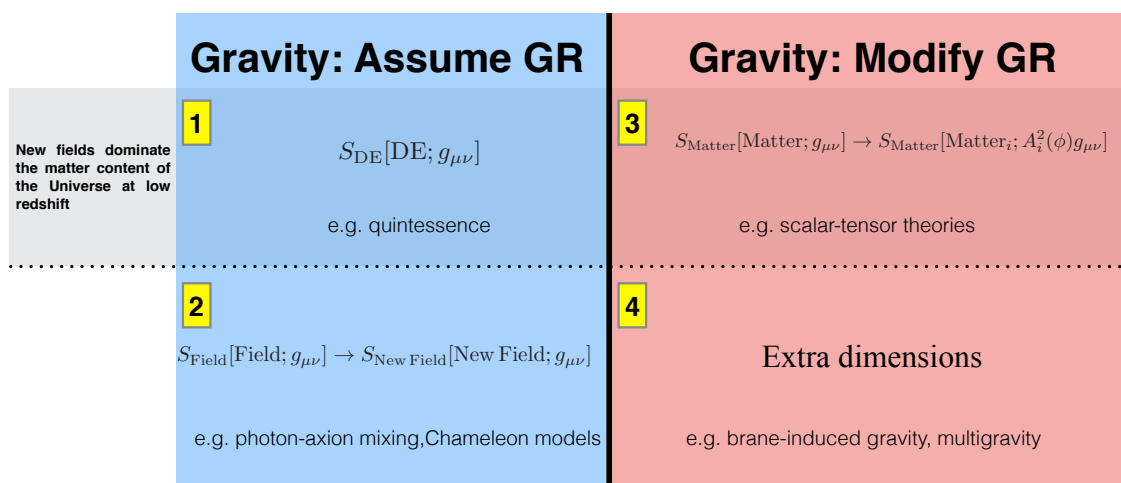 Gravity: Assume GR
Gravity: Modify GR
New fields dominate
the matter content of
the Universe at low
redshift
1
S_DE[DE; g_μν]
e.g. quintessence
3
S_Matter[Matter; g_μν] → S_Matter[Matter_i; A_i^2(ϕ)g_μν]
e.g. scalar-tensor theories
2
S_Field[Field; g_μν] → S_New Field[New Field; g_μν]
e.g. photon-axion mixing,Chameleon models
4
Extra dimensions
e.g. brane-induced gravity, multigravity